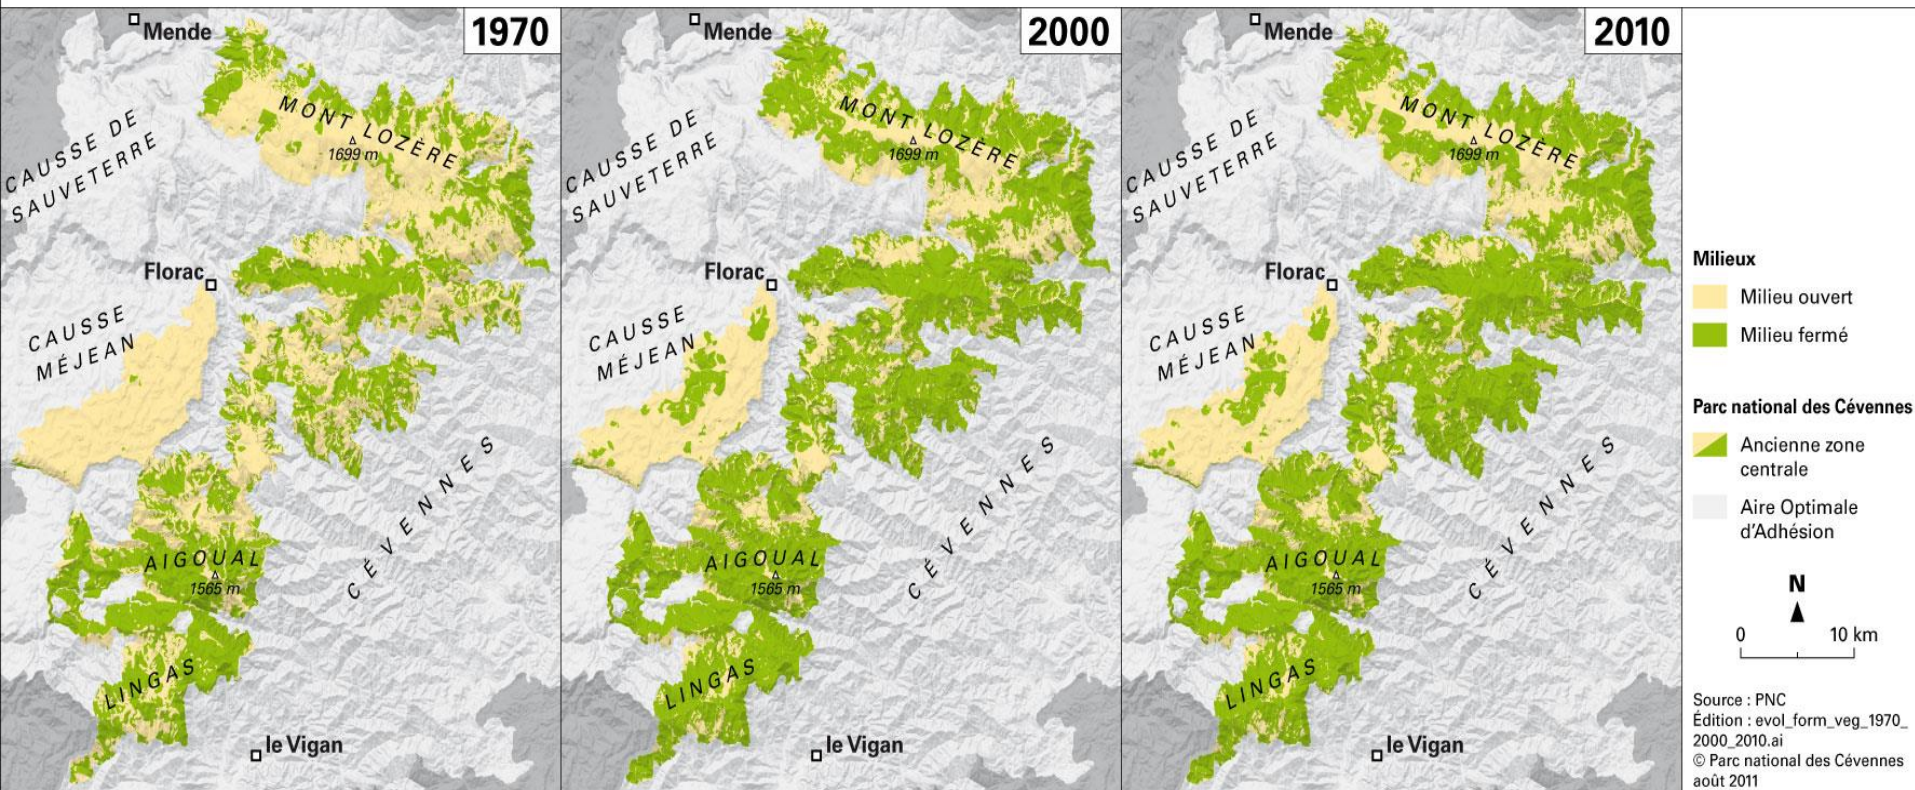 1970
Mende
MONT LOZÈRE
1699 m
CAUSSE DE
SAUVETERRE
Florac
CAUSSE
MÉJEAN
CÉVENNES
AIGOUAL
1565 m
LINGAS
le Vigan
2000
Mende
MONT LOZÈRE
1699 m
CAUSSE DE
SAUVETERRE
Florac
CAUSSE
MÉJEAN
CÉVENNES
AIGOUAL
1565 m
LINGAS
le Vigan
2010
Mende
MONT LOZÈRE
1699 m
CAUSSE DE
SAUVETERRE
Florac
CAUSSE
MÉJEAN
CÉVENNES
AIGOUAL
1565 m
LINGAS
le Vigan
Milieux
Milieu ouvert
Milieu fermé
Parc national des Cévennes
Ancienne zone
centrale
Aire Optimale
d'Adhésion
N
0 10 km
Source : PNC
Édition : evol_form_veg_1970_
2000_2010.ai
© Parc national des Cévennes
août 2011